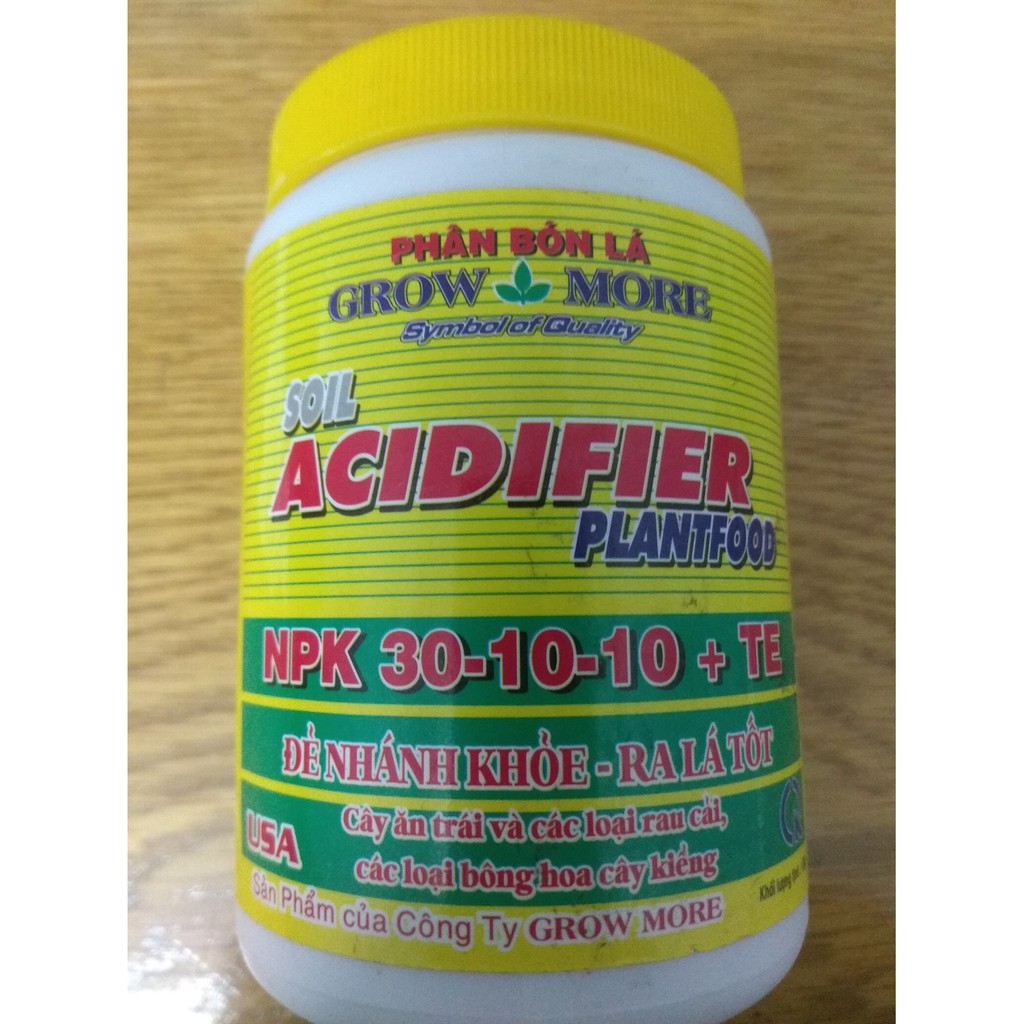 PHÂN BÓN LÁ
GROW MORE
Symbol of Quality
SOIL
ACIDIFIER
PLANTFOOD
NPK 30-10-10 + TE
ĐẺ NHÁNH KHỎE - RA LÁ TỐT
USA
Cây ăn trái và các loại rau cải,
các loại bông hoa cây kiểng
Sản Phẩm của Công Ty GROW MORE
Khối lượng